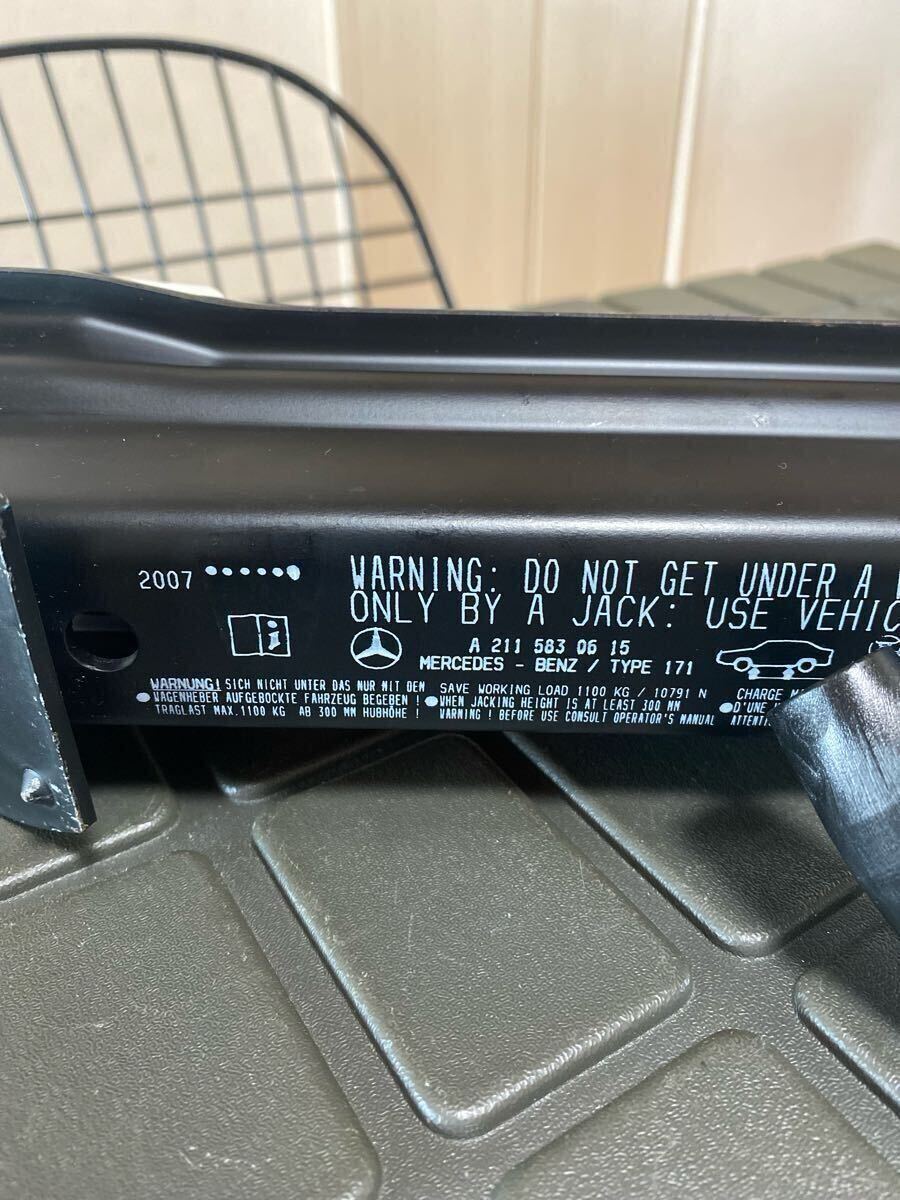 2007
WARNING: DO NOT GET UNDER A
ONLY BY A JACK: USE VEHIC
A 211 583 06 15
MERCEDES - BENZ / TYPE 171
WARNUNG! SICH NICHT UNTER DAS NUR MIT DEM
WAGENHEBER AUFGEBOCKTE FAHRZEUG BEGEBEN !
TRAGLAST MAX.1100 KG AB 300 MM HUBHÖHE !
SAVE WORKING LOAD 1100 KG / 10791 N
WHEN JACKING HEIGHT IS AT LEAST 300 MM
WARNING ! BEFORE USE CONSULT OPERATOR'S MANUAL
CHARGE M
D'UNE
ATTENTI